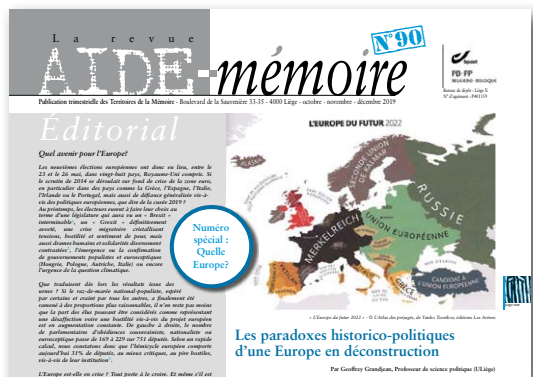 La revue
AIDE-mémoire
N°90
Bpost
PB-PP
BELGIE(N)-BELGIQUE
Bureau de dépôt : Liège X
N° d'agrément : P401159
Publication trimestrielle des Territoires de la Mémoire - Boulevard de la Sauvenière 33-35 - 4000 Liège - octobre - novembre - décembre 2019
Éditorial
Quel avenir pour l'Europe?
Les neuvièmes élections européennes ont donc eu lieu, entre le
23 et le 26 mai, dans vingt-huit pays, Royaume-Uni compris. Si
le scrutin de 2014 se déroulait sur fond de crise de la zone euro,
en particulier dans des pays comme la Grèce, l'Espagne, l'Italie,
l'Irlande ou le Portugal, mais aussi de défiance généralisée vis-à-
vis des politiques européennes, que dire de la cuvée 2019 ?
Au printemps, les électeurs eurent à faire leur choix au
terme d'une législature qui aura vu un « Brexit »
interminable, un « Grexit » définitivement
avorté, une crise migratoire cristallisant
tensions, hostilité et sentiment de peur, mais
aussi drames humains et solidarités diversement
contrastées, l'émergence ou la confirmation
de gouvernements populistes et eurosceptiques
(Hongrie, Pologne, Autriche, Italie) ou encore
l'urgence de la question climatique.
Que traduisent dès lors les résultats issus des
urnes ? Si le raz-de-marée national-populiste, espéré
par certains et craint par tous les autres, a finalement été
ramené à des proportions plus raisonnables, il n'en reste pas moins
que la part des élus pouvant être considérés comme représentant
une désaffection voire une hostilité vis-à-vis du projet européen
est en augmentation constante. De gauche à droite, le nombre
de parlementaires d'obédiences souverainiste, nationaliste ou
eurosceptique passe de 169 à 229 sur 751 députés. Selon un rapide
calcul, nous constatons donc que l'hémicycle européen comporte
aujourd'hui 31% de députés, au mieux critiques, au pire hostiles,
vis-à-vis de leur institution.
L'Europe est-elle en crise ? Tout porte à le croire. Et même s'il est
Numéro
spécial :
Quelle
Europe?
L'EUROPE DU FUTUR 2022
SECONDE UNION
DE KALMAR
RUSSIE
MERKELREICH
UNION EUROPÉENNE
CANDIDAT À
L'UNION EUROPÉENNE
« L'Europe du futur 2022 » - © L'Atlas des préjugés, de Yanko Tsvetkov, éditions Les Arènes
Les paradoxes historico-politiques
d'une Europe en déconstruction
Par Geoffrey Grandjean, Professeur de science politique (ULiège)